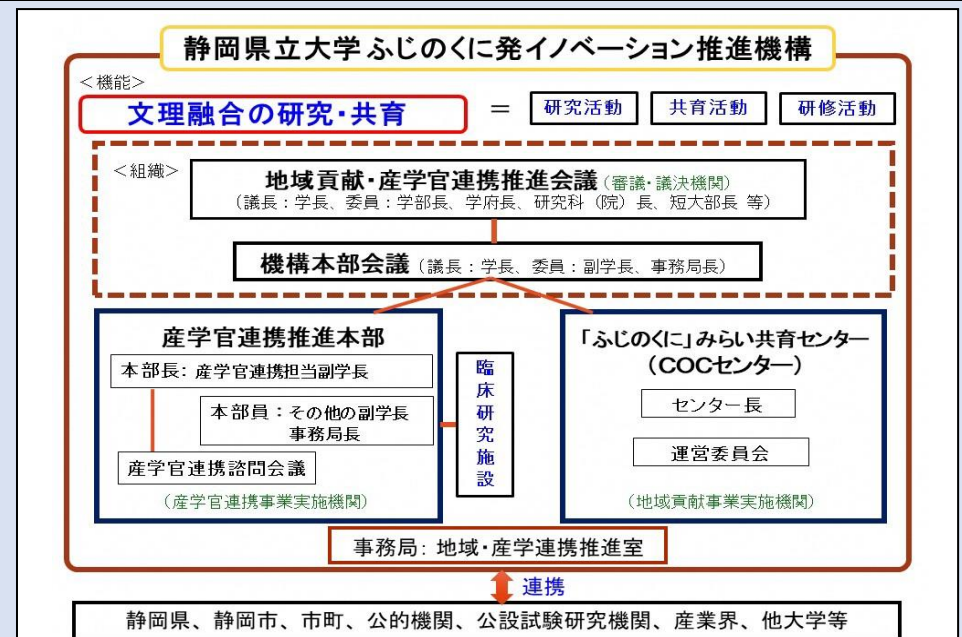 静岡県立大学 ふじのくに発イノベーション推進機構
＜機能＞
文理融合の研究・共育 ＝ 研究活動 共育活動 研修活動
＜組織＞
地域貢献・産学官連携推進会議（審議・議決機関）
（議長：学長、委員：学部長、学府長、研究科（院）長、短大部長 等）
機構本部会議（議長：学長、委員：副学長、事務局長）
産学官連携推進本部
本部長：産学官連携担当副学長
本部員：その他の副学長
事務局長
産学官連携諮問会議
（産学官連携事業実施機関）
臨床研究施設
「ふじのくに」みらい共育センター
（COCセンター）
センター長
運営委員会
（地域貢献事業実施機関）
事務局：地域・産学連携推進室
連携
静岡県、静岡市、市町、公的機関、公設試験研究機関、産業界、他大学等